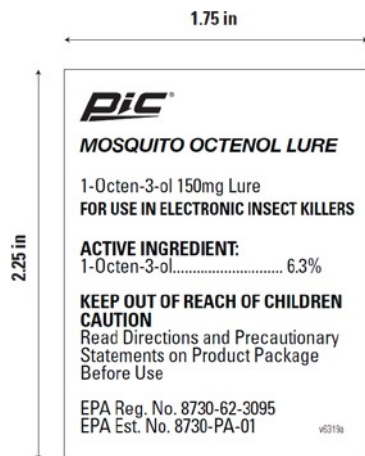 1.75 in
2.25 in
PiC®
MOSQUITO OCTENOL LURE
1-Octen-3-ol 150mg Lure
FOR USE IN ELECTRONIC INSECT KILLERS
ACTIVE INGREDIENT:
1-Octen-3-ol............................ 6.3%
KEEP OUT OF REACH OF CHILDREN
CAUTION
Read Directions and Precautionary
Statements on Product Package
Before Use
EPA Reg. No. 8730-62-3095
EPA Est. No. 8730-PA-01
v6319a